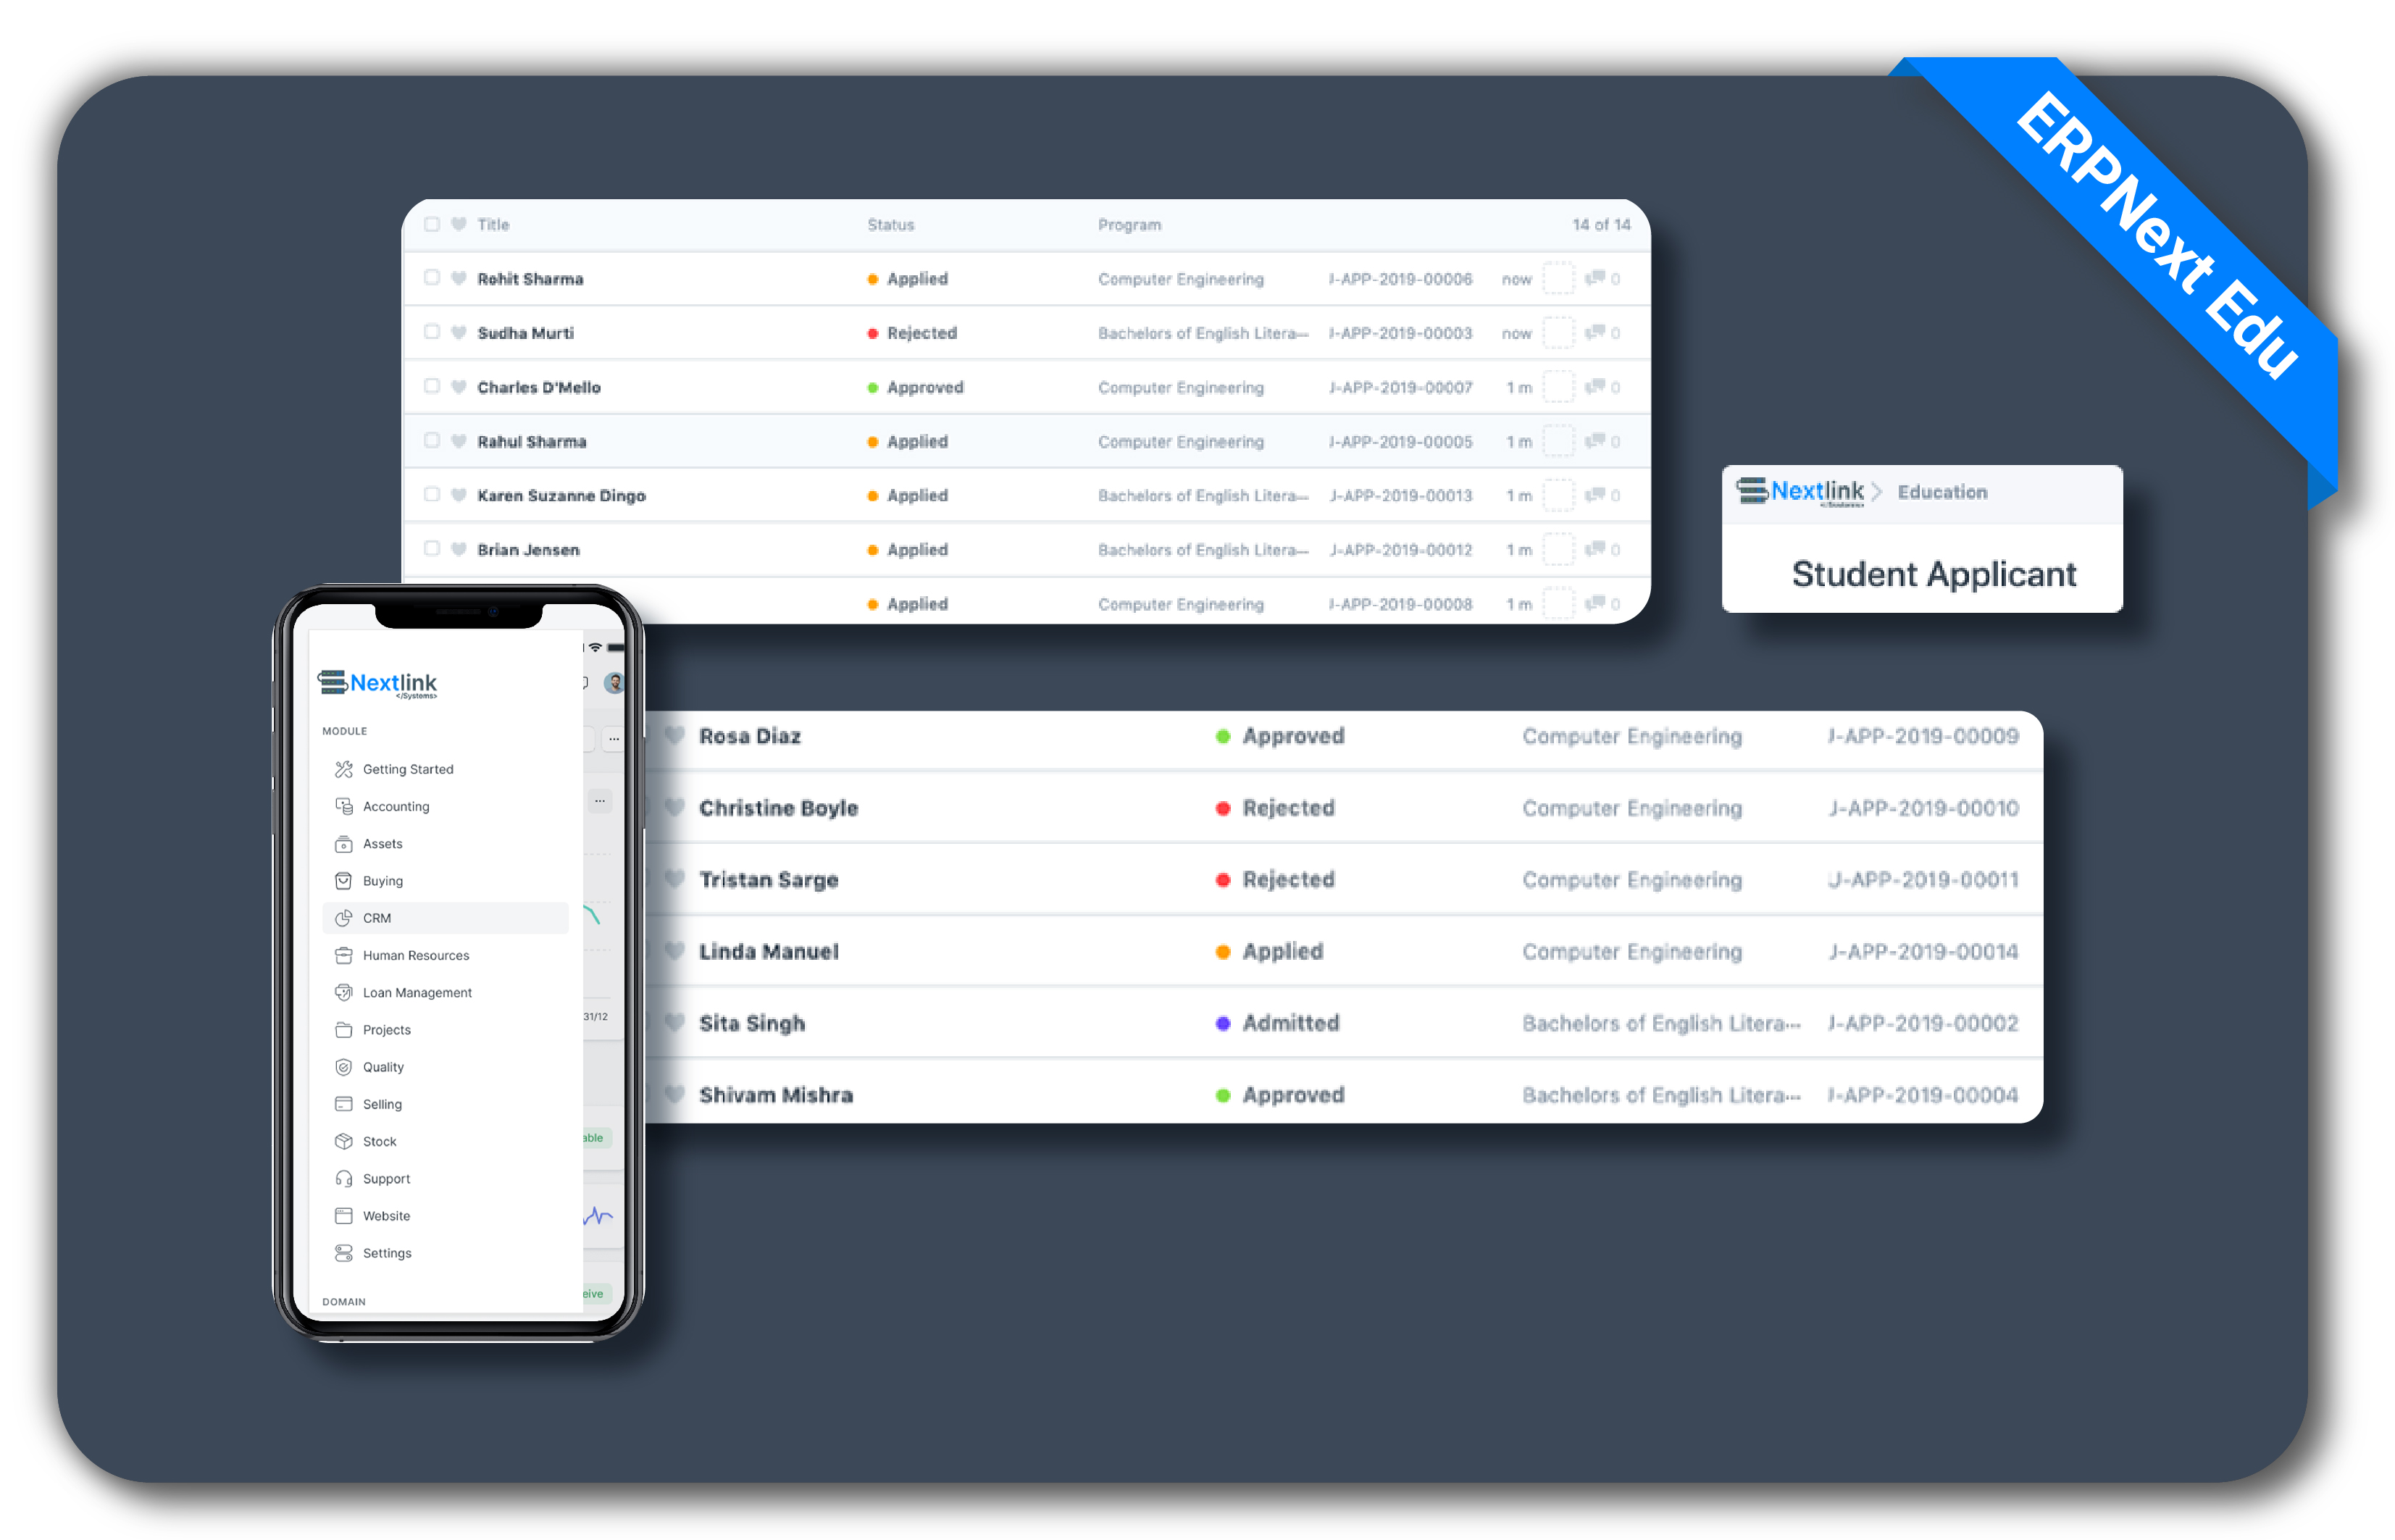 ERPNext Edu
Title Status Program 14 of 14
Rohit Sharma Applied Computer Engineering J-APP-2019-00006 now 0
Sudha Murti Rejected Bachelors of English Litera... J-APP-2019-00003 now 0
Charles D'Mello Approved Computer Engineering J-APP-2019-00007 1 m 0
Rahul Sharma Applied Computer Engineering J-APP-2019-00005 1 m 0
Karen Suzanne Dingo Applied Bachelors of English Litera... J-APP-2019-00013 1 m 0
Brian Jensen Applied Bachelors of English Litera... J-APP-2019-00012 1 m 0
Applied Computer Engineering J-APP-2019-00008 1 m 0
Nextlink Education
Student Applicant
Nextlink
</Systems>
MODULE
Getting Started
Accounting
Assets
Buying
CRM
Human Resources
Loan Management
Projects
Quality
Selling
Stock
Support
Website
Settings
DOMAIN
31/12
able
eive
Rosa Diaz Approved Computer Engineering J-APP-2019-00009
Christine Boyle Rejected Computer Engineering J-APP-2019-00010
Tristan Sarge Rejected Computer Engineering J-APP-2019-00011
Linda Manuel Applied Computer Engineering J-APP-2019-00014
Sita Singh Admitted Bachelors of English Litera... J-APP-2019-00002
Shivam Mishra Approved Bachelors of English Litera... J-APP-2019-00004